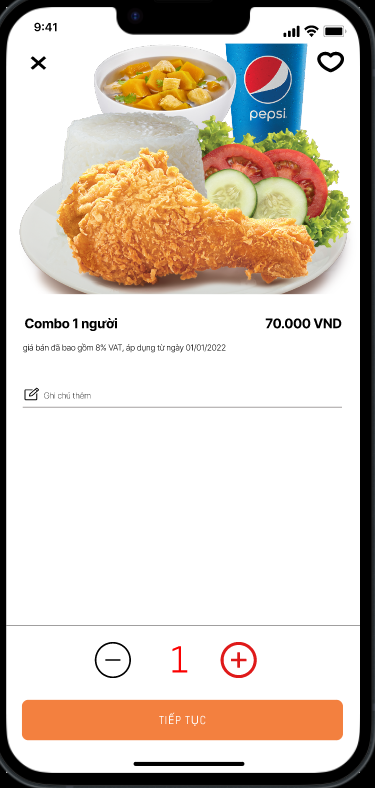 9:41
pepsi
Combo 1 người
70.000 VND
giá bán đã bao gồm 8% VAT, áp dụng từ ngày 01/01/2022
Ghi chú thêm
1
TIẾP TỤC